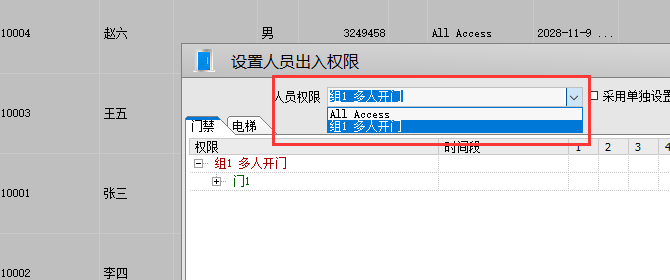 10004 赵六 男 3249458 All Access 2028-11-9 ...
设置人员出入权限
人员权限 组1 多人开门 采用单独设置
All Access
组1 多人开门
门禁 电梯
权限 时间段 1 2 3 4
组1 多人开门
门1
10003 王五
10001 张三
10002 李四